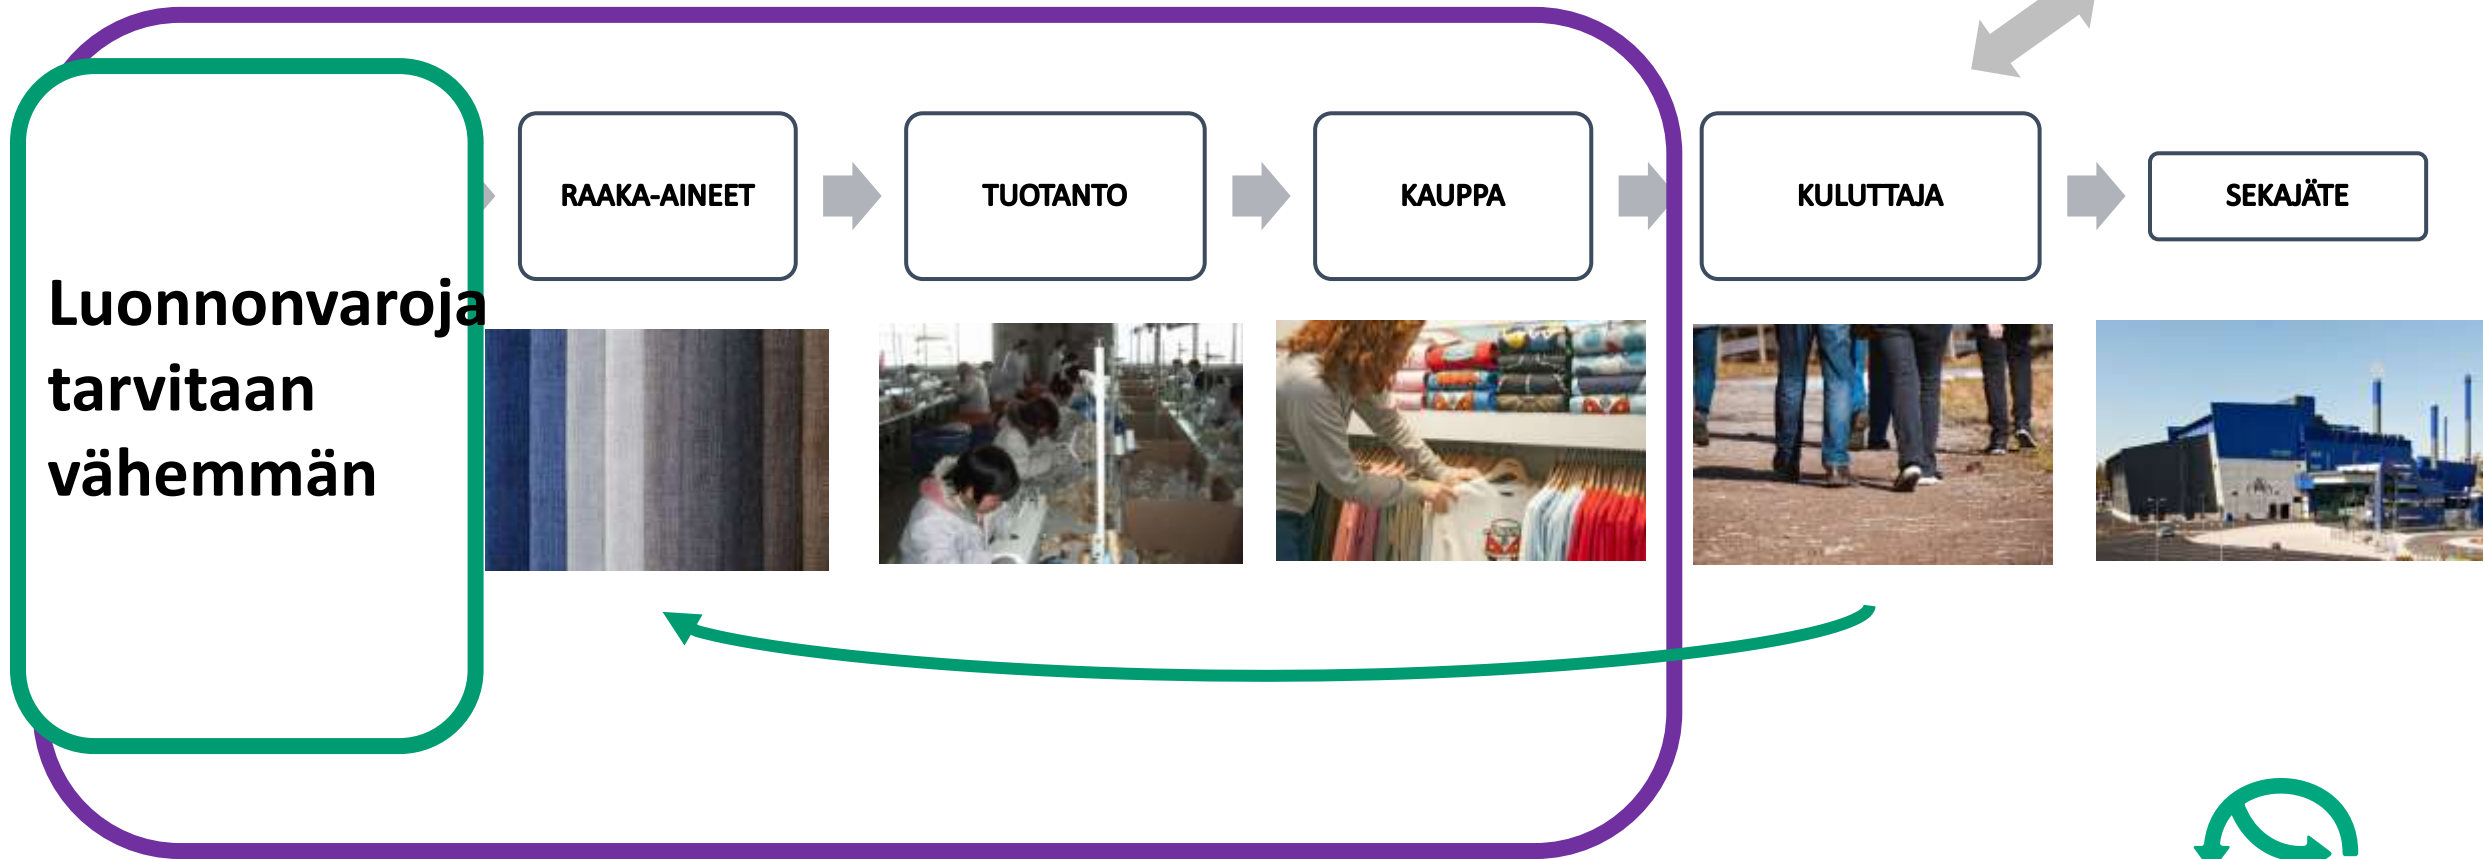 RAAKA-AINEET
TUOTANTO
KAUPPA
KULUTTAJA
SEKAJÄTE
Luonnonvaroja
tarvitaan
vähemmän